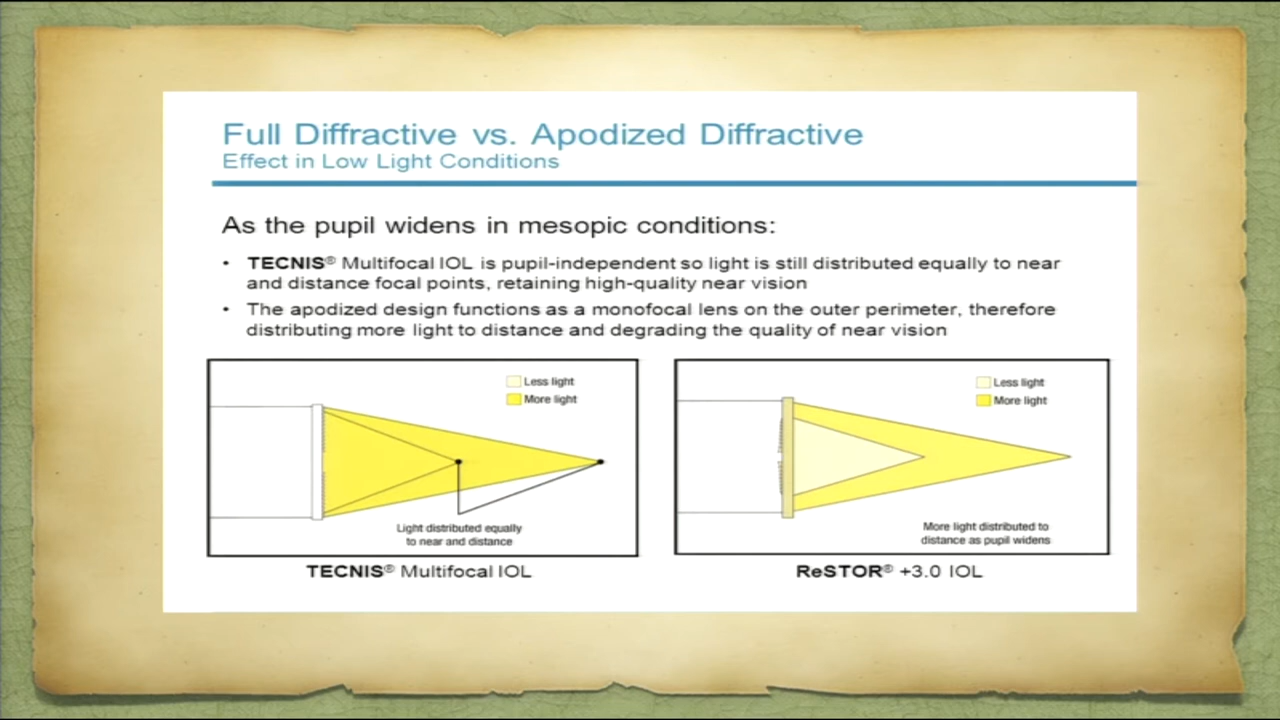 Full Diffractive vs. Apodized Diffractive
Effect in Low Light Conditions
As the pupil widens in mesopic conditions:
• TECNIS® Multifocal IOL is pupil-independent so light is still distributed equally to near
and distance focal points, retaining high-quality near vision
• The apodized design functions as a monofocal lens on the outer perimeter, therefore
distributing more light to distance and degrading the quality of near vision
Less light
More light
Light distributed equally
to near and distance
TECNIS® Multifocal IOL
Less light
More light
More light distributed to
distance as pupil widens
ReSTOR® +3.0 IOL